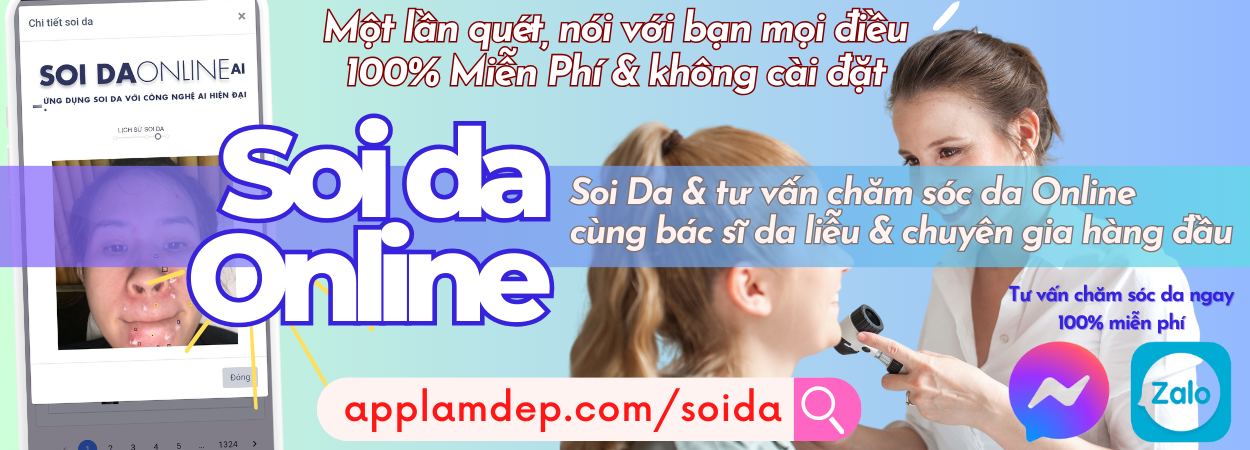 Chi tiết soi da ×
SOI DAONLINEAI
ỨNG DỤNG SOI DA VỚI CÔNG NGHỆ AI HIỆN ĐẠI
LỊCH SỬ SOI DA
Đóng
1 2 3 4 5 ... 1324 >
Một lần quét, nói với bạn mọi điều
100% Miễn Phí & không cài đặt
Soi da
Online
Soi Da & tư vấn chăm sóc da Online
cùng bác sĩ da liễu & chuyên gia hàng đầu
Tư vấn chăm sóc da ngay
100% miễn phí
Zalo
applamdep.com/soida